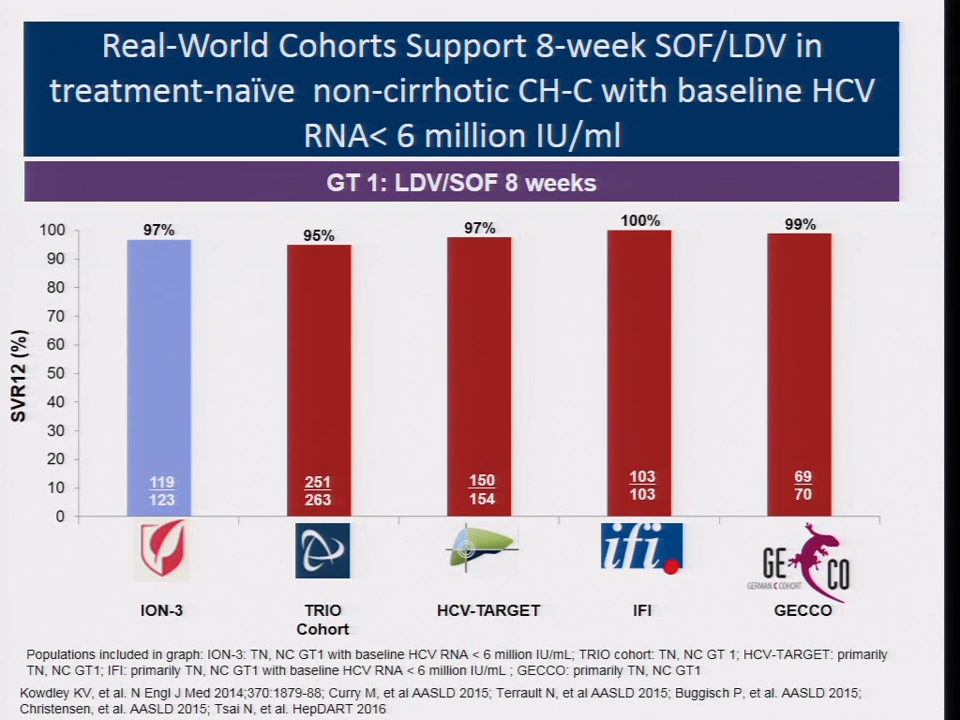 Real-World Cohorts Support 8-week SOF/LDV in
treatment-naïve non-cirrhotic CH-C with baseline HCV
RNA< 6 million IU/ml
GT 1: LDV/SOF 8 weeks
SVR12 (%)
100
90
80
70
60
50
40
30
20
10
0
97%
95%
97%
100%
99%
119
123
251
263
150
154
103
103
69
70
ifi
GE CO
GERMAN C COHORT
ION-3
TRIO
Cohort
HCV-TARGET
IFI
GECCO
Populations included in graph: ION-3: TN, NC GT1 with baseline HCV RNA < 6 million IU/mL; TRIO cohort: TN, NC GT 1; HCV-TARGET: primarily
TN, NC GT1; IFI: primarily TN, NC GT1 with baseline HCV RNA < 6 million IU/mL ; GECCO: primarily TN, NC GT1
Kowdley KV, et al. N Engl J Med 2014;370:1879-88; Curry M, et al AASLD 2015; Terrault N, et al AASLD 2015; Buggisch P, et al. AASLD 2015;
Christensen, et al. AASLD 2015; Tsai N, et al. HepDART 2016